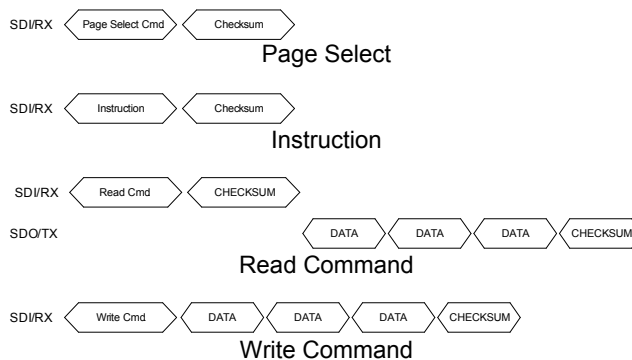 SDI/RX Page Select Cmd Checksum
Page Select
SDI/RX Instruction Checksum
Instruction
SDI/RX Read Cmd CHECKSUM
SDO/TX DATA DATA DATA CHECKSUM
Read Command
SDI/RX Write Cmd. DATA DATA DATA CHECKSUM
Write Command